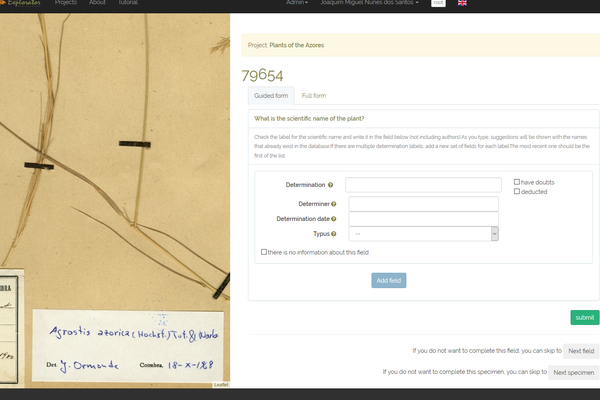 Exploratos
Projects About Tutorial Admin Joaquim Miguel Nunes dos Santos root
Project: Plants of the Azores
79654
Guided form Full form
What is the scientific name of the plant?
Check the label for the scientific name and write it in the field below (not including authors).As you type, suggestions will be shown with the names
that already exist in the database.If there are multiple determination labels, add a new set of fields for each label.The most recent one should be the
first of the list.
Determination
have doubts
deducted
Determiner
Determination date
Typus --
there is no information about this field
Add field
submit
If you do not want to complete this field, you can skip to Next field
If you do not want to complete this specimen, you can skip to Next specimen
BRA
Agrostis azorica (Hochst.) Tut. &
Det. J. Ormonde Coimbra, 18-X-1988
Leaflet